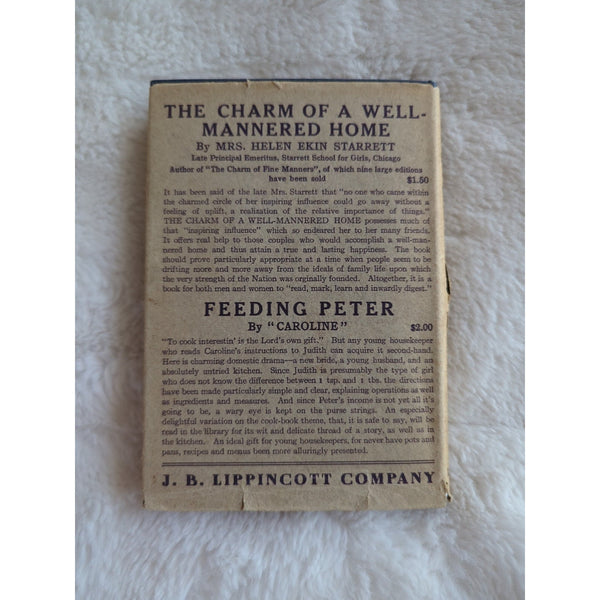 THE CHARM OF A WELL-
MANNERED HOME
By MRS. HELEN EKIN STARRETT
Late Principal Emeritus, Starrett School for Girls, Chicago
Author of "The Charm of Fine Manners", of which nine large editions
have been sold $1.50
It has been said of the late Mrs. Starrett that "no one who came within
the charmed circle of her inspiring influence could go away without a
feeling of uplift, a realization of the relative importance of things."
THE CHARM OF A WELL-MANNERED HOME possesses much of
that "inspiring influence" which so endeared her to her many friends.
It offers real help to those couples who would accomplish a well-man-
nered home and thus attain a true and lasting happiness. The book
should prove particularly appropriate at a time when people seem to be
drifting more and more away from the ideals of family life upon which
the very strength of the Nation was orginally founded. Altogether, it is a
book for both men and women to "read, mark, learn and inwardly digest."
FEEDING PETER
By "CAROLINE" $2.00
"To cook interestin' is the Lord's own gift." But any young housekeeper
who reads Caroline's instructions to Judith can acquire it second-hand.
Here is charming domestic drama—a new bride, a young husband, and an
absolutely untried kitchen. Since Judith is presumably the type of girl
who does not know the difference between 1 tsp. and 1 tbs. the directions
have been made particularly simple and clear, explaining operations as well
as ingredients and measures. And since Peter's income is not yet all it's
going to be, a wary eye is kept on the purse strings. An especially
delightful variation on the cook-book theme, that, it is safe to say, will be
read in the library for its wit and delicate thread of a story, as well as in
the kitchen. An ideal gift for young housekeepers, for never have pots and
pans, recipes and menus been more alluringly presented.
J. B. LIPPINCOTT COMPANY